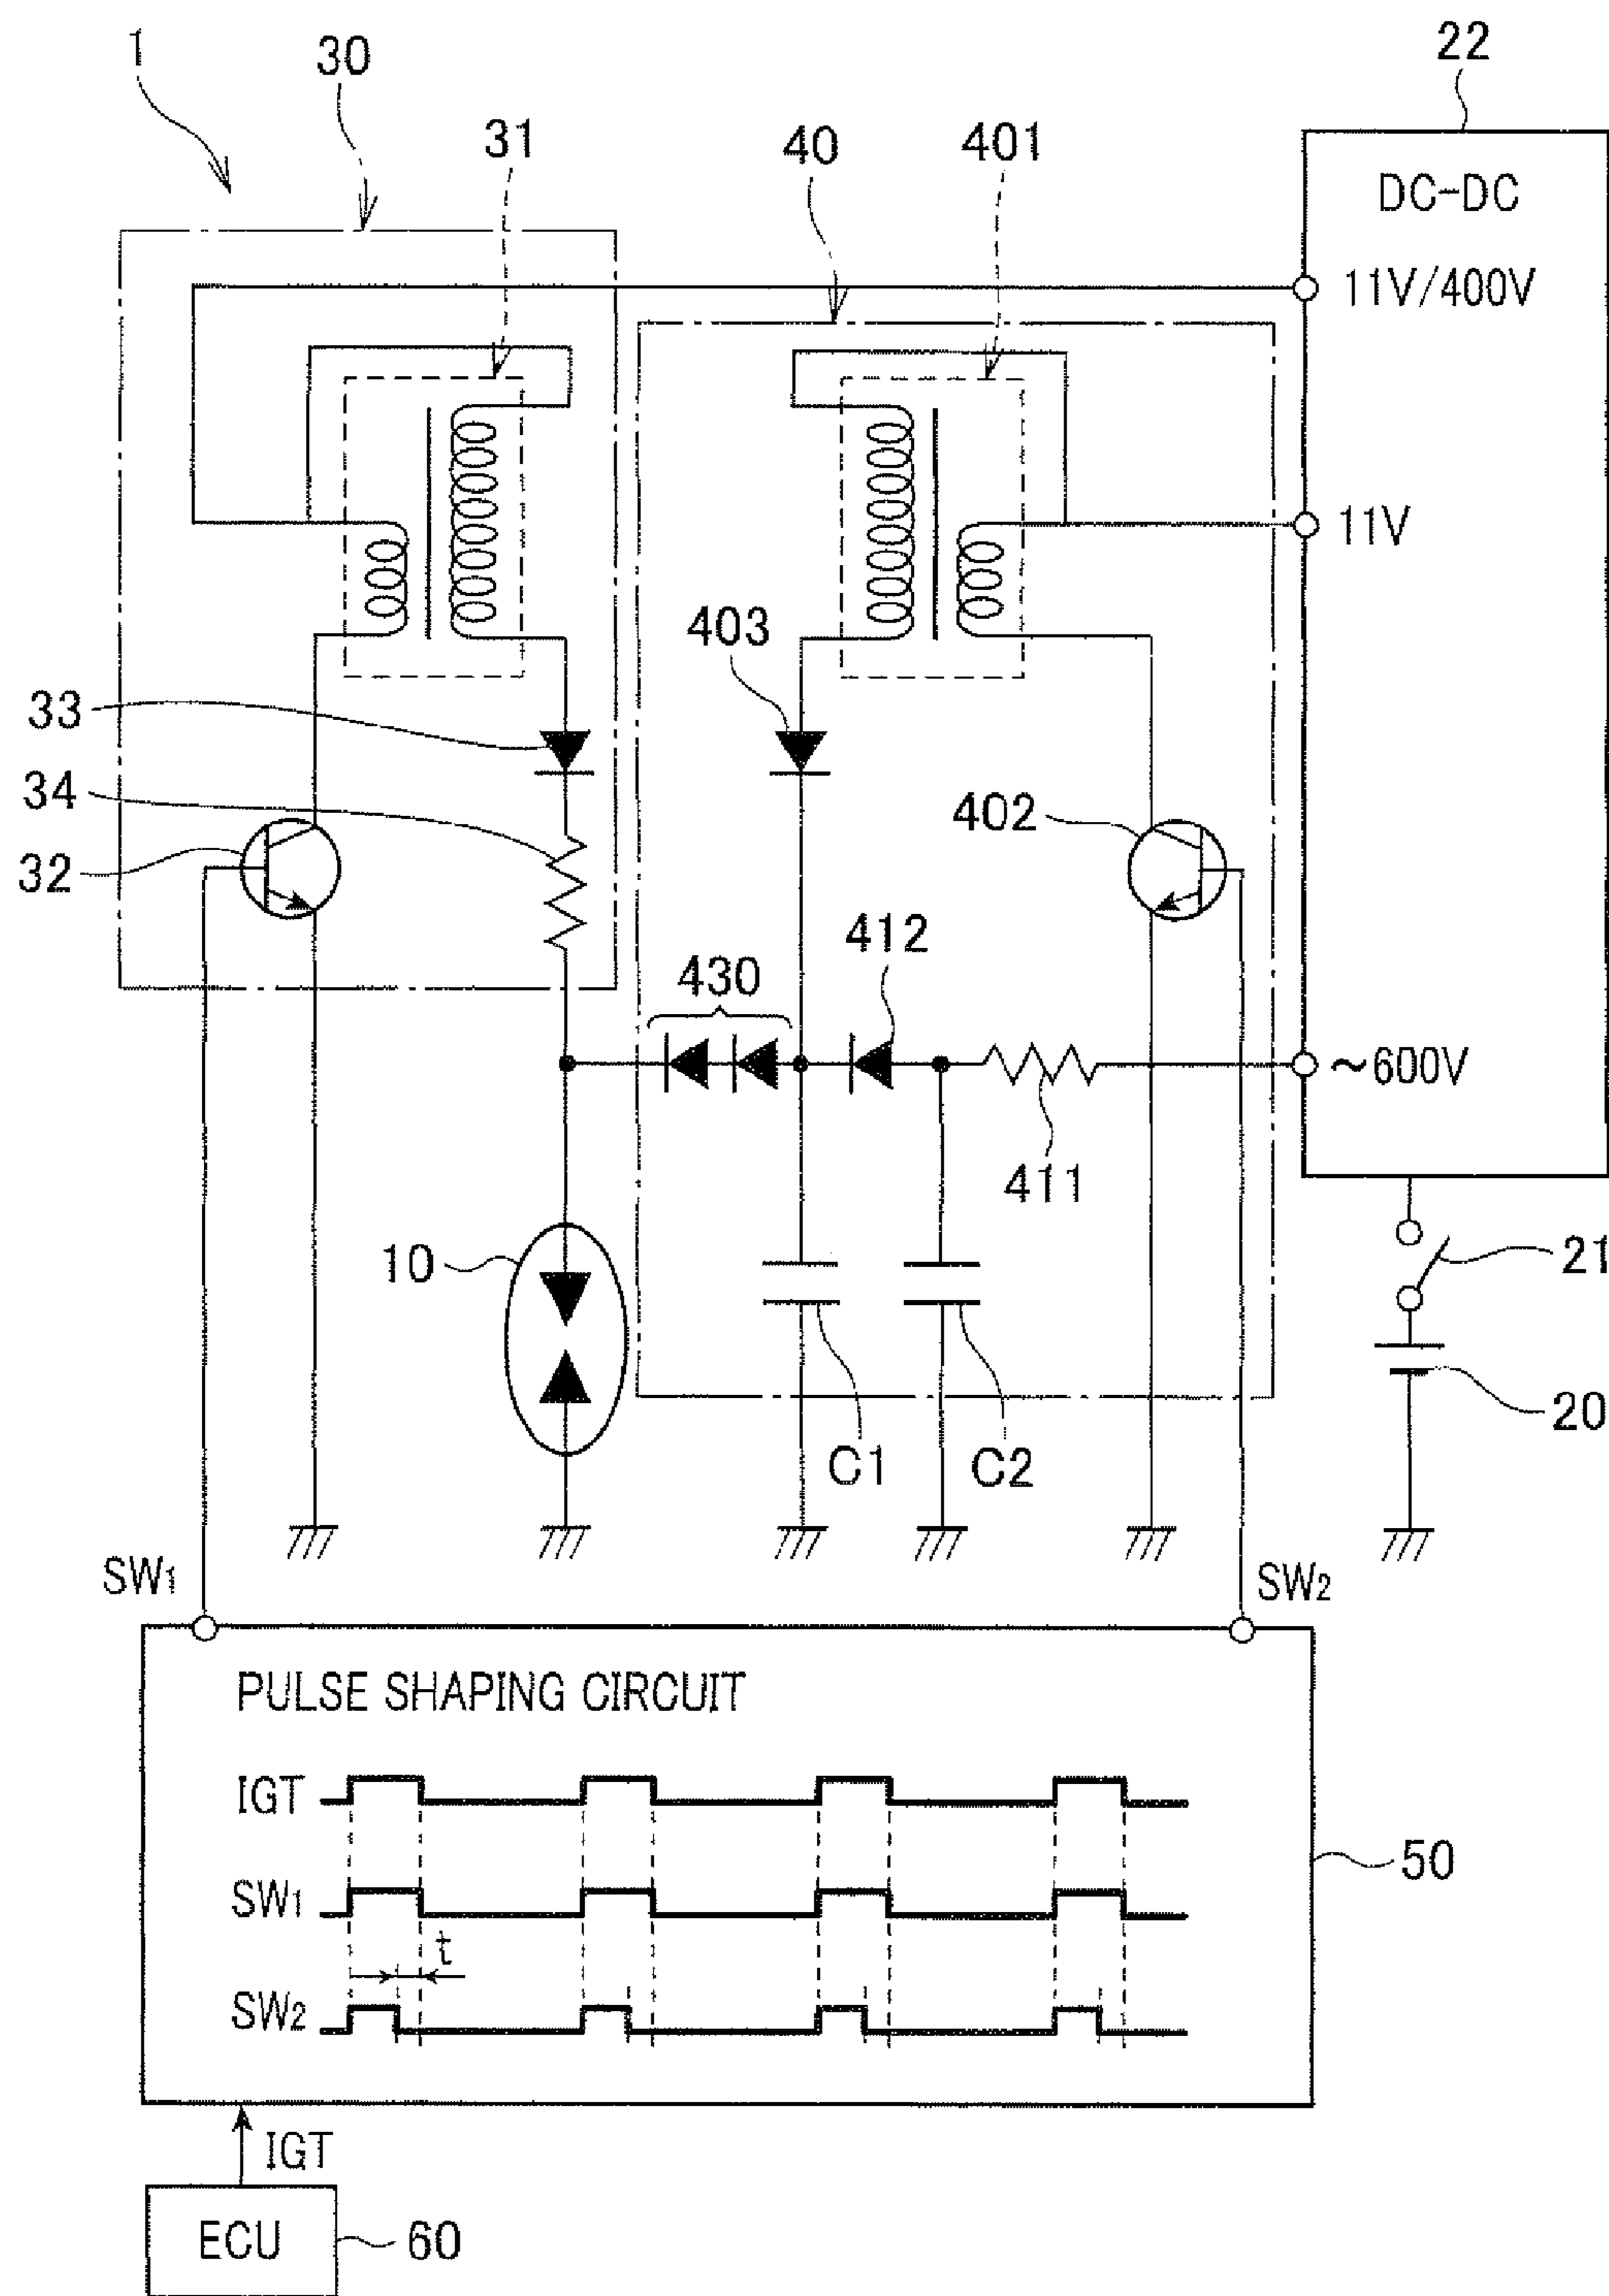 1
30
22
31
40
401
DC-DC
11V/400V
11V
403
33
34
402
32
412
430
~600V
411
10
21
20
C1
C2
SW1
SW2
PULSE SHAPING CIRCUIT
IGT
50
SW1
t
SW2
IGT
ECU
60